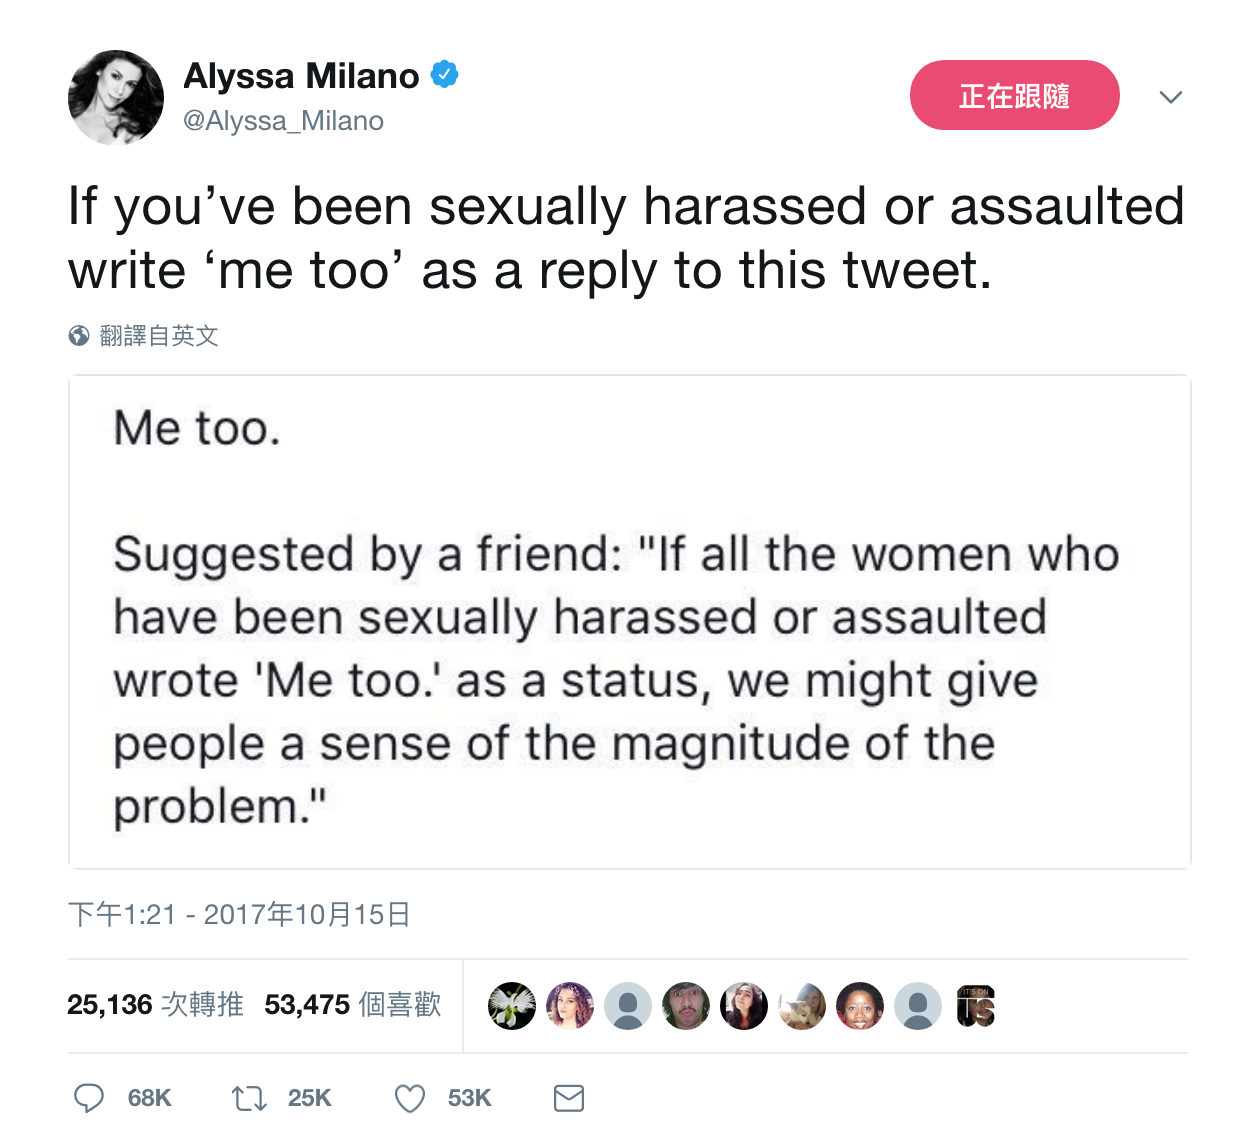 Alyssa Milano
@Alyssa_Milano
正在跟隨
If you’ve been sexually harassed or assaulted
write ‘me too’ as a reply to this tweet.
翻譯自英文
Me too.
Suggested by a friend: "If all the women who
have been sexually harassed or assaulted
wrote 'Me too.' as a status, we might give
people a sense of the magnitude of the
problem."
下午1:21 - 2017年10月15日
25,136 次轉推 53,475 個喜歡
IT'S ON
68K 25K 53K